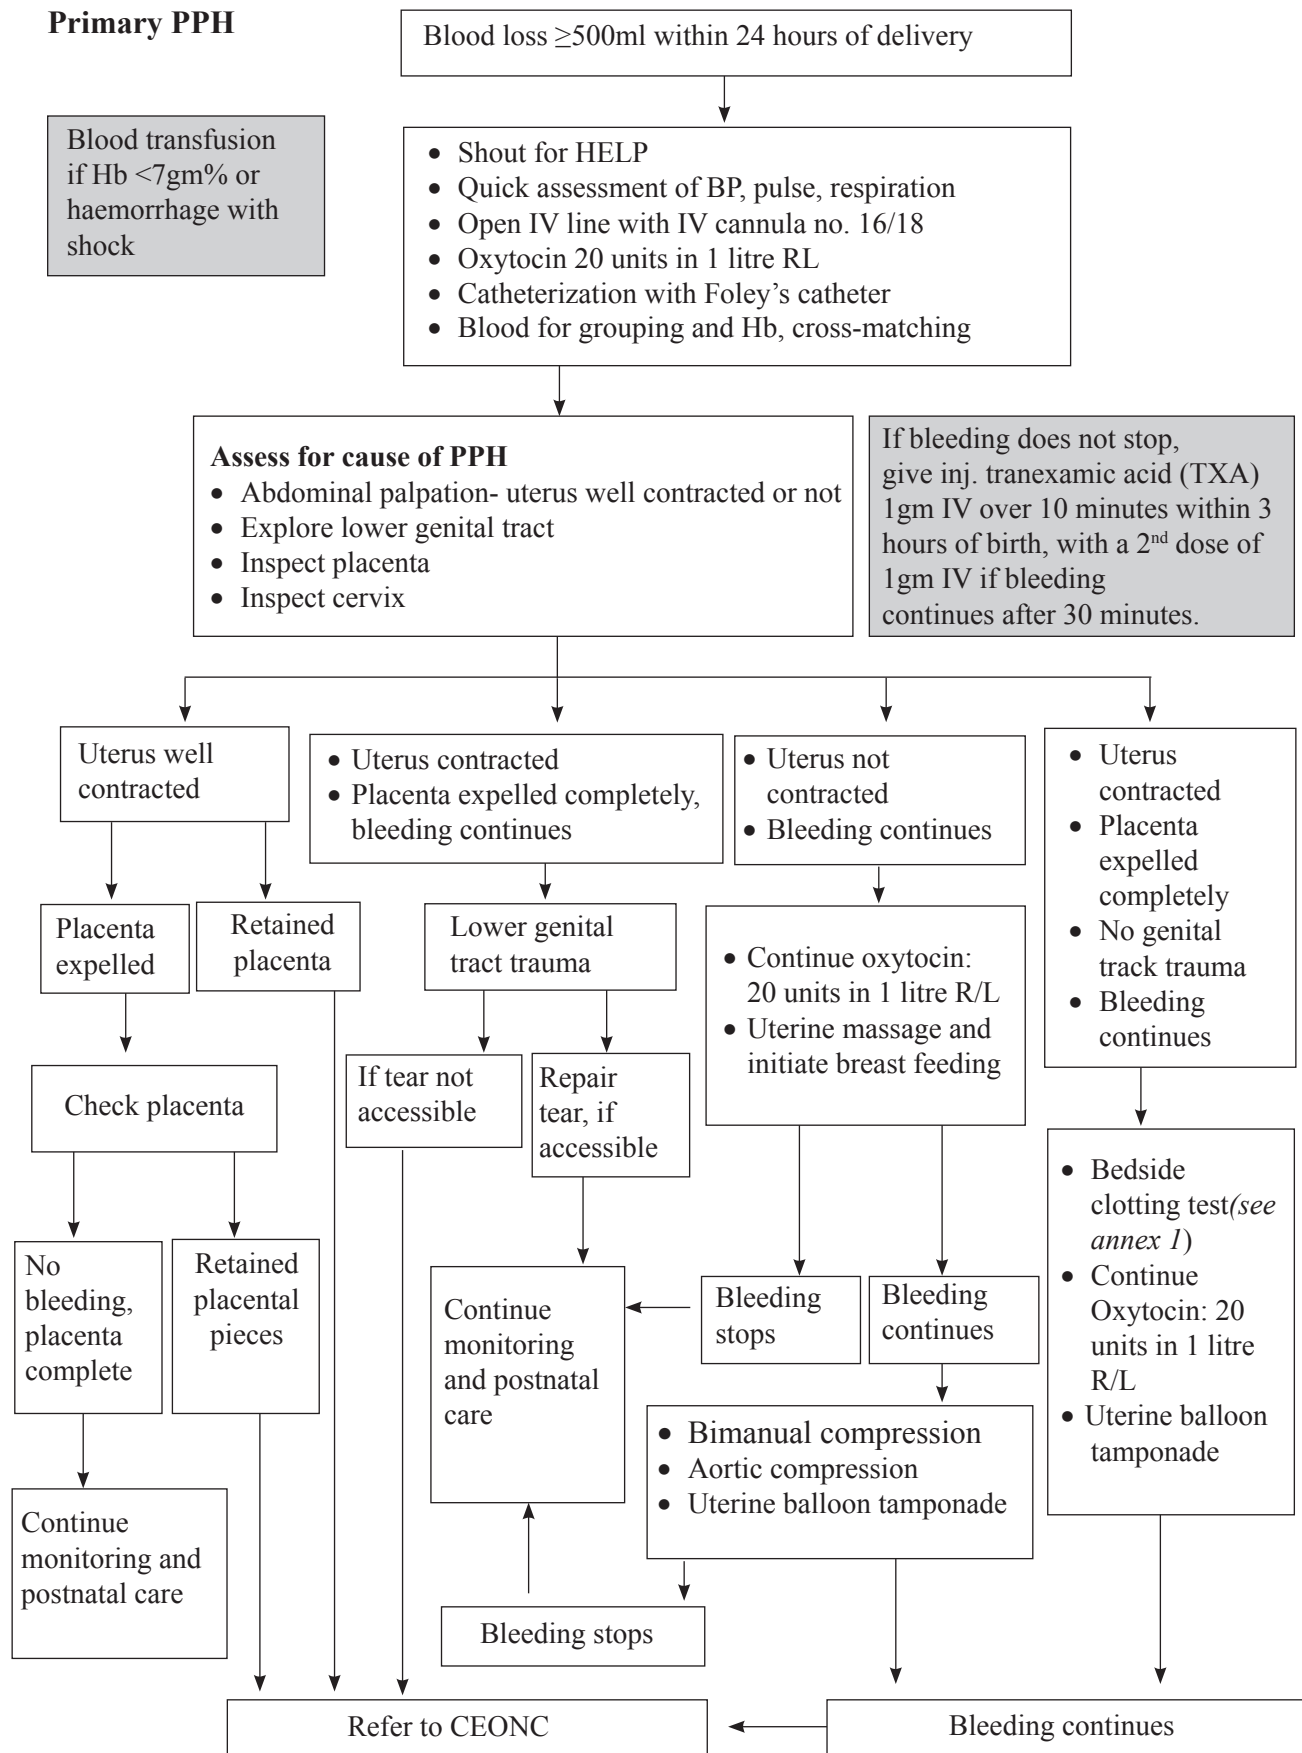 Primary PPH
Blood loss ≥500ml within 24 hours of delivery
Blood transfusion
if Hb <7gm% or
haemorrhage with
shock
• Shout for HELP
• Quick assessment of BP, pulse, respiration
• Open IV line with IV cannula no. 16/18
• Oxytocin 20 units in 1 litre RL
• Catheterization with Foley’s catheter
• Blood for grouping and Hb, cross-matching
Assess for cause of PPH
• Abdominal palpation- uterus well contracted or not
• Explore lower genital tract
• Inspect placenta
• Inspect cervix
If bleeding does not stop,
give inj. tranexamic acid (TXA)
1gm IV over 10 minutes within 3
hours of birth, with a 2nd dose of
1gm IV if bleeding
continues after 30 minutes.
Uterus well
contracted
• Uterus contracted
• Placenta expelled completely,
bleeding continues
• Uterus not
contracted
• Bleeding continues
• Uterus
contracted
• Placenta
expelled
completely
• No genital
track trauma
• Bleeding
continues
Placenta
expelled
Retained
placenta
Lower genital
tract trauma
• Continue oxytocin:
20 units in 1 litre R/L
• Uterine massage and
initiate breast feeding
Check placenta
If tear not
accessible
Repair
tear, if
accessible
• Bedside
clotting test(see
annex 1)
• Continue
Oxytocin: 20
units in 1 litre
R/L
• Uterine balloon
tamponade
No
bleeding,
placenta
complete
Retained
placental
pieces
Continue
monitoring
and postnatal
care
Bleeding
stops
Bleeding
continues
• Bimanual compression
• Aortic compression
• Uterine balloon tamponade
Continue
monitoring and
postnatal care
Bleeding stops
Refer to CEONC
Bleeding continues